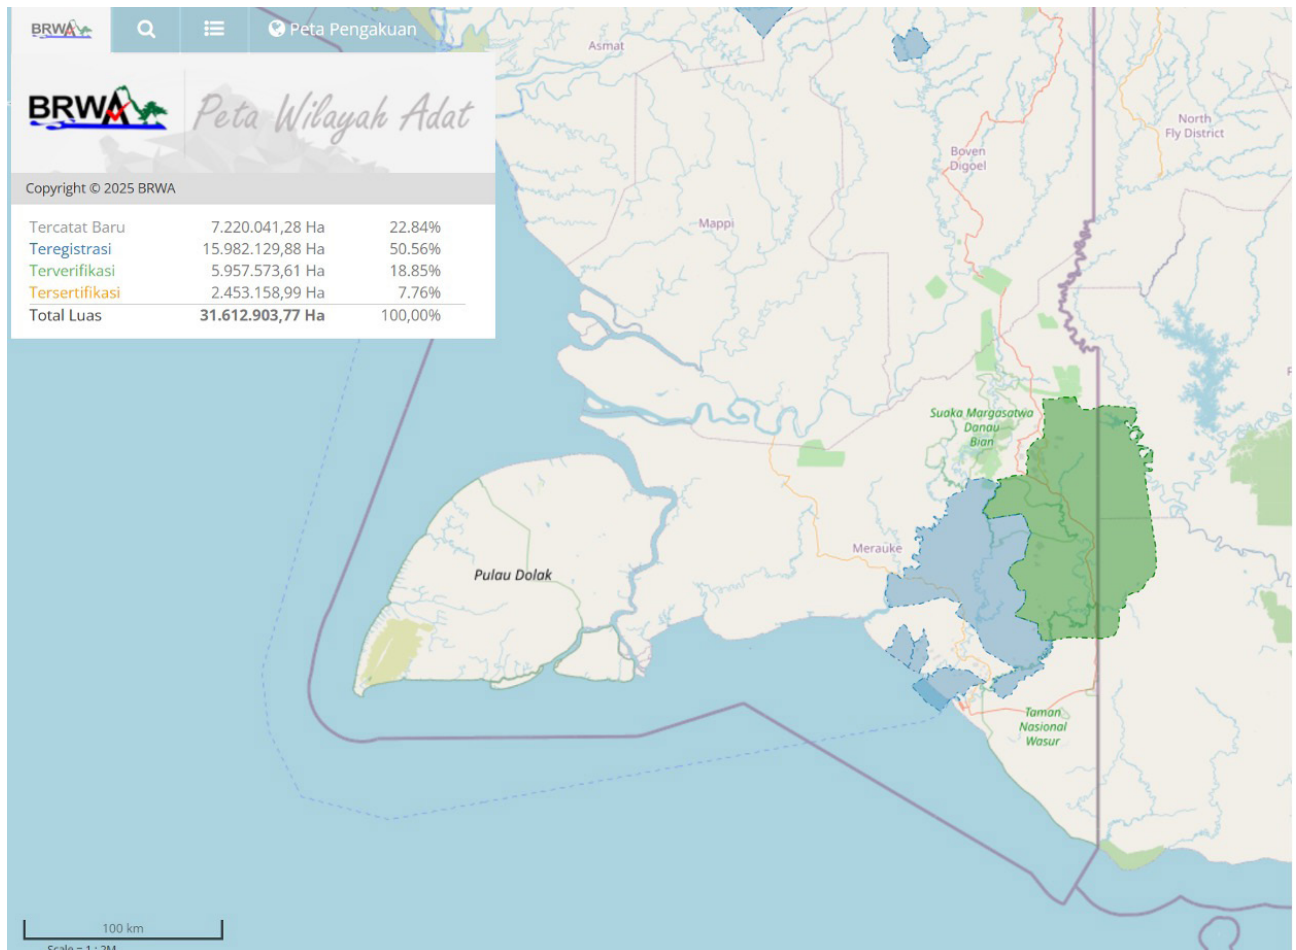 BRWA
Peta Pengakuan
BRWA Peta Wilayah Adat
Copyright © 2025 BRWA
Tercatat Baru 7.220.041,28 Ha 22.84%
Teregistrasi 15.982.129,88 Ha 50.56%
Terverifikasi 5.957.573,61 Ha 18.85%
Tersertifikasi 2.453.158,99 Ha 7.76%
Total Luas 31.612.903,77 Ha 100,00%
Asmat
North
Fly District
Boven
Digoel
Mappi
Suaka Margasatwa
Danau
Bian
Merauke
Pulau Dolak
Taman
Nasional
Wasur
100 km
Scale = 1 : 2M